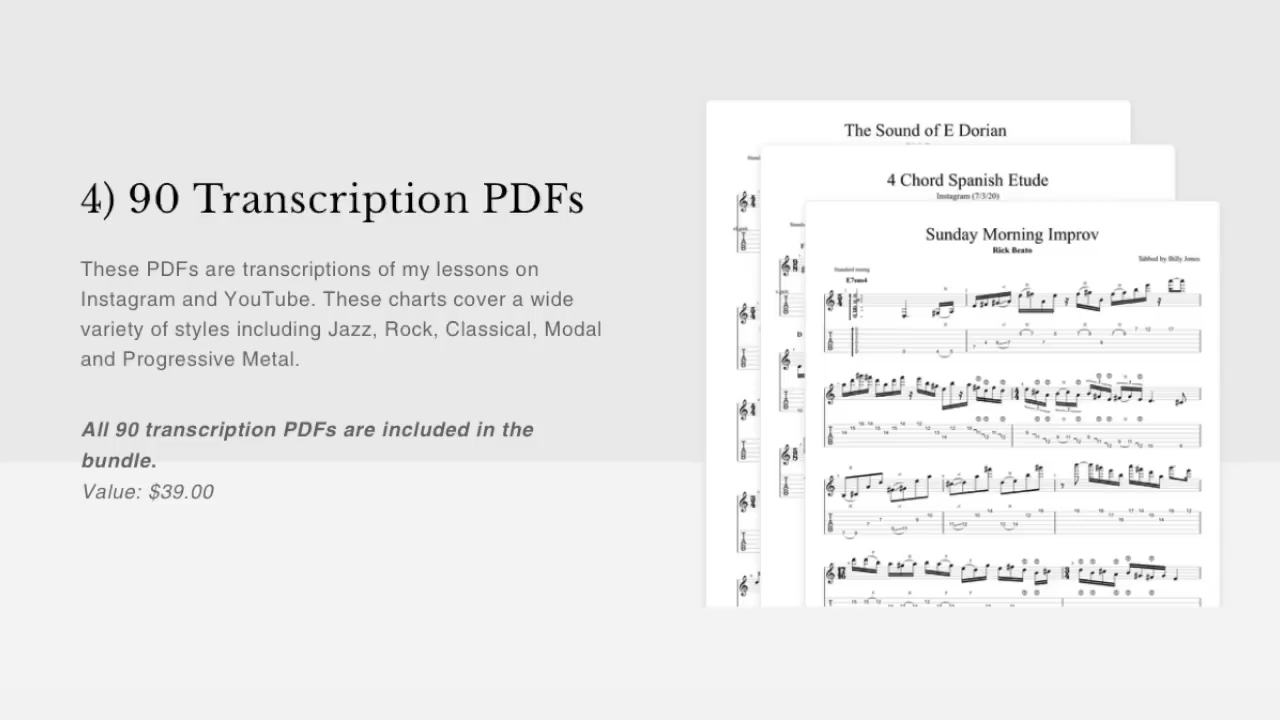 4) 90 Transcription PDFs
These PDFs are transcriptions of my lessons on
Instagram and YouTube. These charts cover a wide
variety of styles including Jazz, Rock, Classical, Modal
and Progressive Metal.
All 90 transcription PDFs are included in the
bundle.
Value: $39.00
The Sound of E Dorian
4 Chord Spanish Etude
Instagram (7/3/20)
Sunday Morning Improv
Rick Beato
Tabbed by Billy Jones
Standard tuning
E7sus4